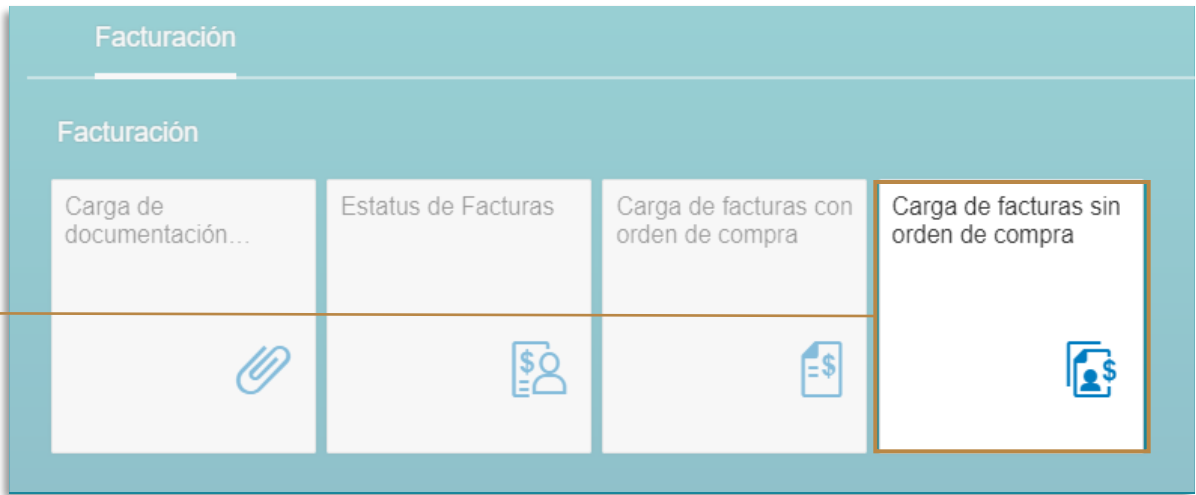 Facturación
Facturación
Carga de
documentación...
Estatus de Facturas
Carga de facturas con
orden de compra
Carga de facturas sin
orden de compra